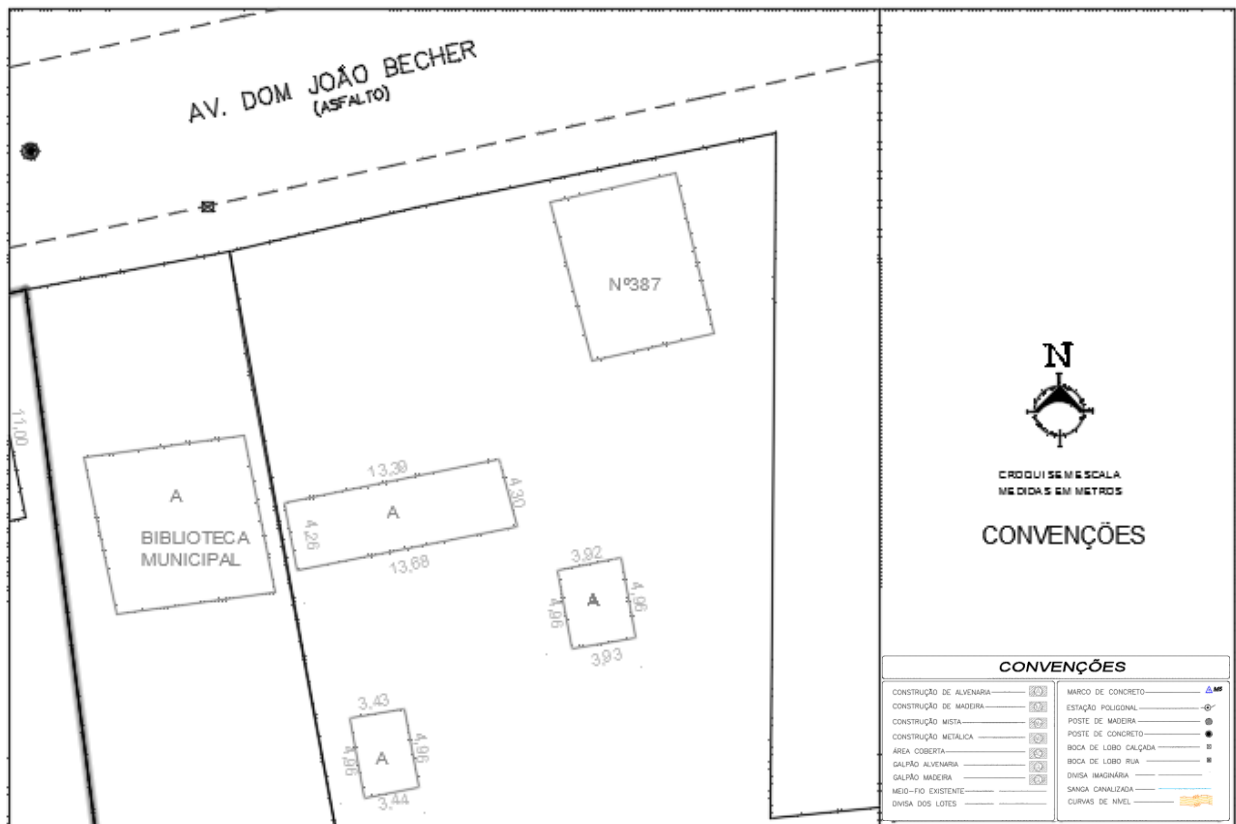 AV. DOM JOÃO BECHER
(ASFALTO)
Nº387
11,00
A
BIBLIOTECA
MUNICIPAL
13,39
4,30
A
4,26
13,68
3,92
4,96
A
4,96
3,93
3,43
4,96
A
4,96
3,44
N
CROQUI SEM ESCALA
MEDIDAS EM METROS
CONVENÇÕES
CONVENÇÕES
CONSTRUÇÃO DE ALVENARIA
CONSTRUÇÃO DE MADEIRA
CONSTRUÇÃO MISTA
CONSTRUÇÃO METÁLICA
ÁREA COBERTA
GALPÃO ALVENARIA
GALPÃO MADEIRA
MEIO-FIO EXISTENTE
DIVISA DOS LOTES
MARCO DE CONCRETO
ESTAÇÃO POLIGONAL
POSTE DE MADEIRA
POSTE DE CONCRETO
BOCA DE LOBO CALÇADA
BOCA DE LOBO RUA
DIVISA IMAGINÁRIA
SANGA CANALIZADA
CURVAS DE NÍVEL